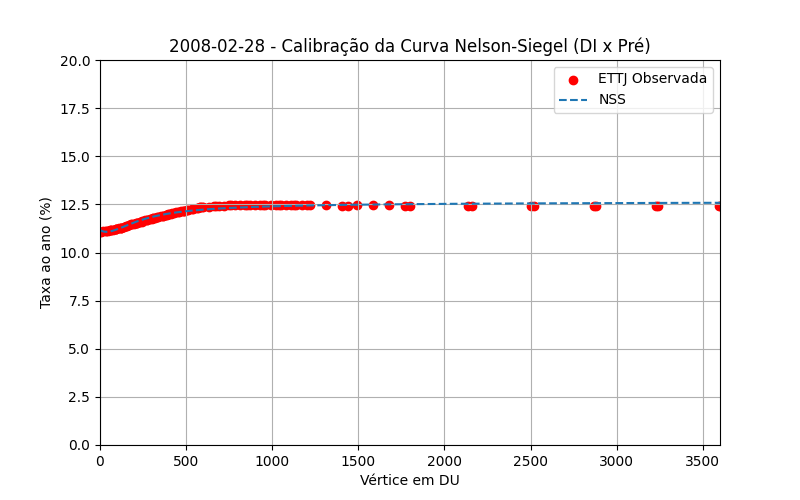 2008-02-28 - Calibração da Curva Nelson-Siegel (DI x Pré)
20.0
17.5
15.0
12.5
10.0
7.5
5.0
2.5
0.0
Taxa ao ano (%)
ETTJ Observada
NSS
0 500 1000 1500 2000 2500 3000 3500
Vértice em DU